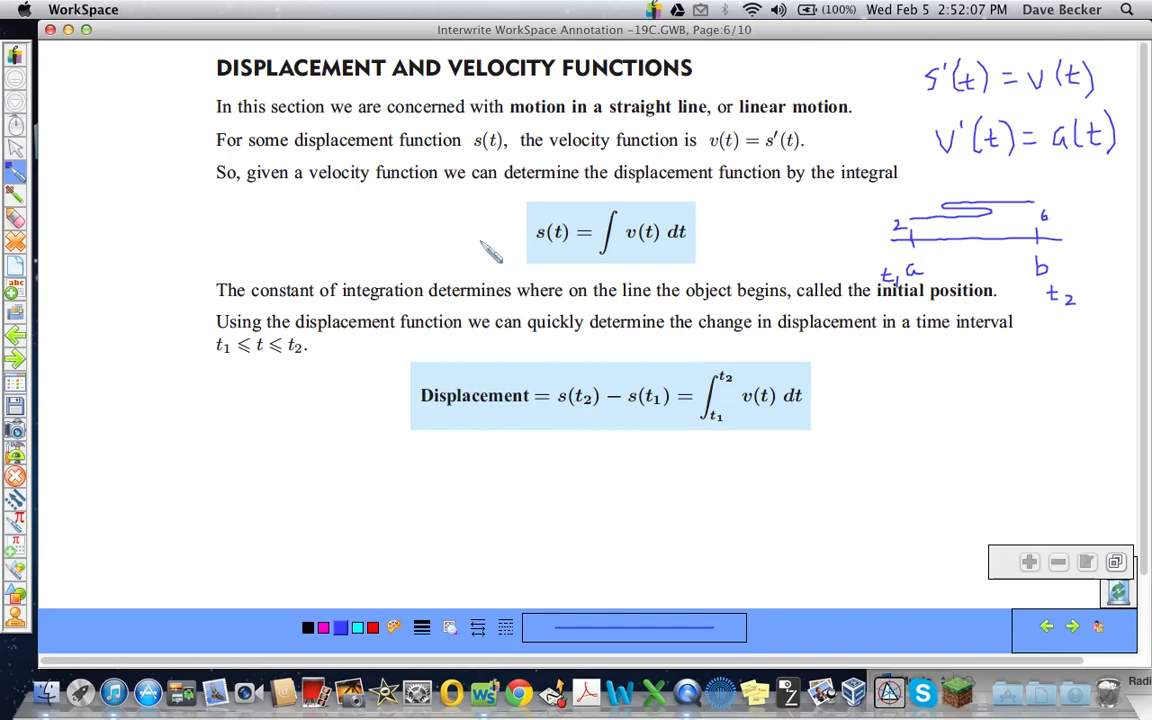 WorkSpace (100%) Wed Feb 5 2:52:07 PM Dave Becker
Interwrite WorkSpace Annotation -19C.GWB, Page:6/10
DISPLACEMENT AND VELOCITY FUNCTIONS
s'(t) = v(t)
In this section we are concerned with motion in a straight line, or linear motion.
v'(t) = a(t)
For some displacement function s(t), the velocity function is v(t) = s′(t).
So, given a velocity function we can determine the displacement function by the integral
2 6
s(t) = ∫ v(t) dt
t₁ a b
t₂
The constant of integration determines where on the line the object begins, called the initial position.
Using the displacement function we can quickly determine the change in displacement in a time interval
t₁ ⩽ t ⩽ t₂.
Displacement = s(t₂) − s(t₁) = ∫_{t₁}^{t₂} v(t) dt
abc
π
π
Radi